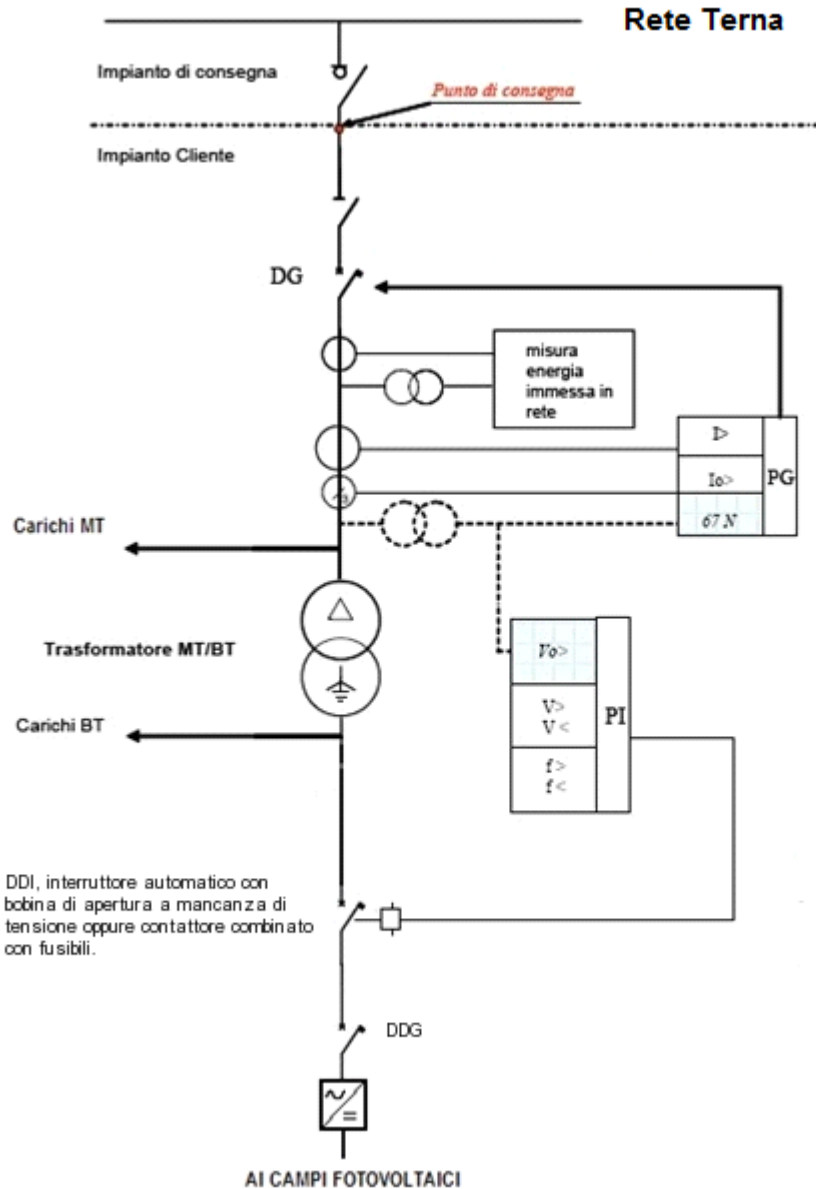 Rete Terna
Impianto di consegna
Punto di consegna
Impianto Cliente
DG
misura
energia
immessa in
rete
I>
Io>
PG
67 N
Carichi MT
Trasformatore MT/BT
Vo>
V>
V<
PI
f>
f<
Carichi BT
DDI, interruttore automatico con
bobina di apertura a mancanza di
tensione oppure contattore combinato
con fusibili.
DDG
AI CAMPI FOTOVOLTAICI